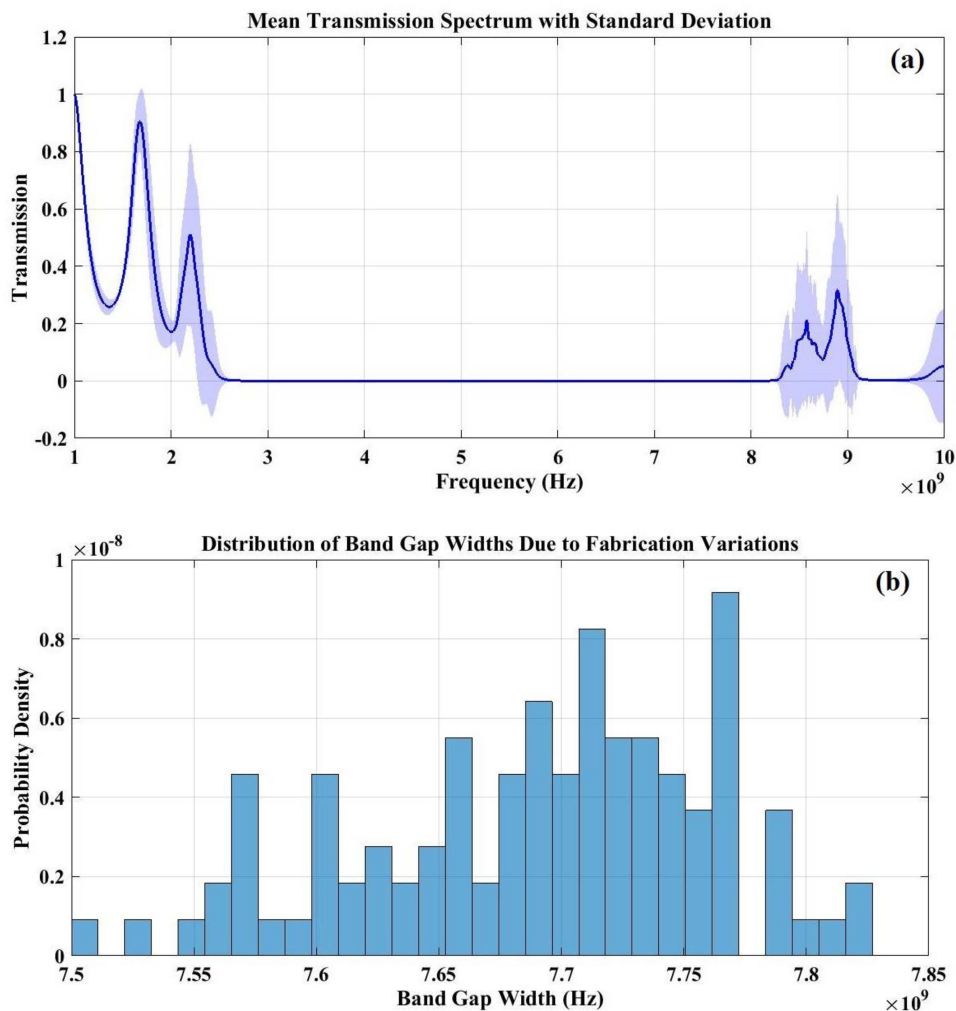 Mean Transmission Spectrum with Standard Deviation
(a)
1.2
1
0.8
0.6
0.4
0.2
0
-0.2
Transmission
1 2 3 4 5 6 7 8 9 10
Frequency (Hz)
×10^9
×10^-8
Distribution of Band Gap Widths Due to Fabrication Variations
(b)
1
0.8
0.6
0.4
0.2
0
Probability Density
7.5 7.55 7.6 7.65 7.7 7.75 7.8 7.85
Band Gap Width (Hz)
×10^9